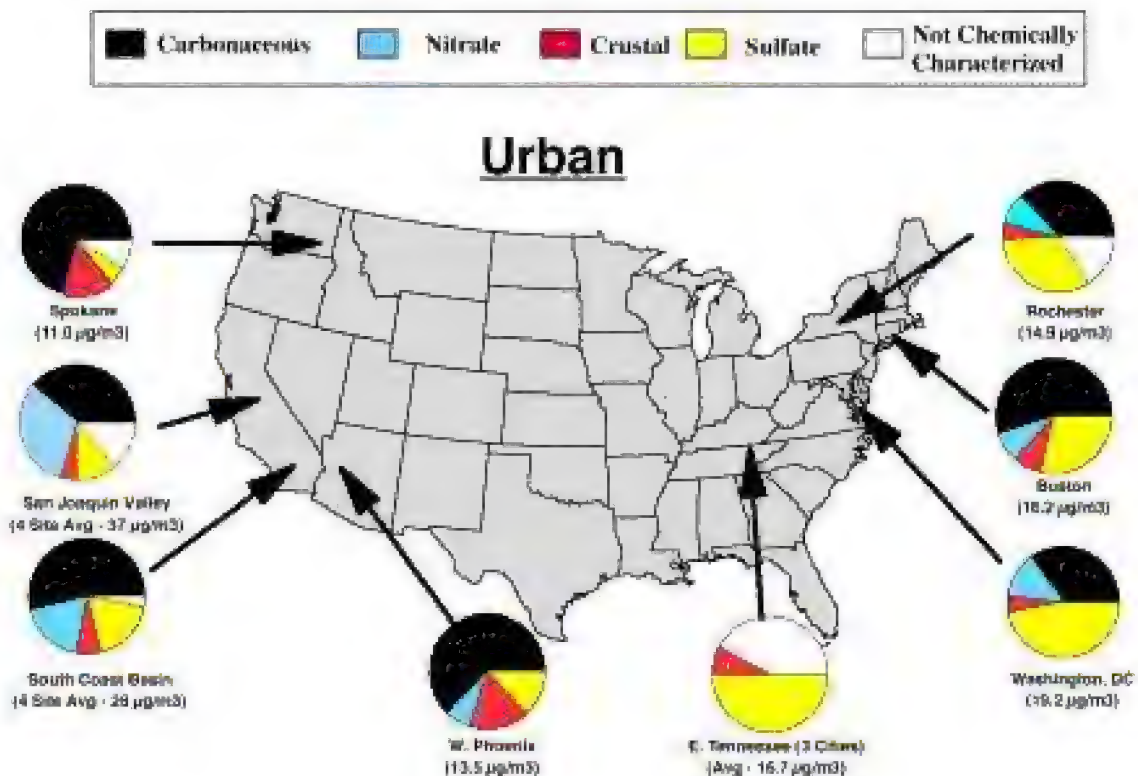 Carbonaceous
Nitrate
Crustal
Sulfate
Not Chemically
Characterized
Urban
Spokane
(11.0 µg/m3)
San Joaquin Valley
(4 Site Avg - 37 µg/m3)
South Coast Basin
(4 Site Avg - µg/m3)
W. Phoenix
(13.5 µg/m3)
E. Tennessee (3 Cities)
(Avg - 16.7 µg/m3)
Rochester
(14.9 µg/m3)
Boston
(16.2 µg/m3)
Washington, DC
(19.2 µg/m3)